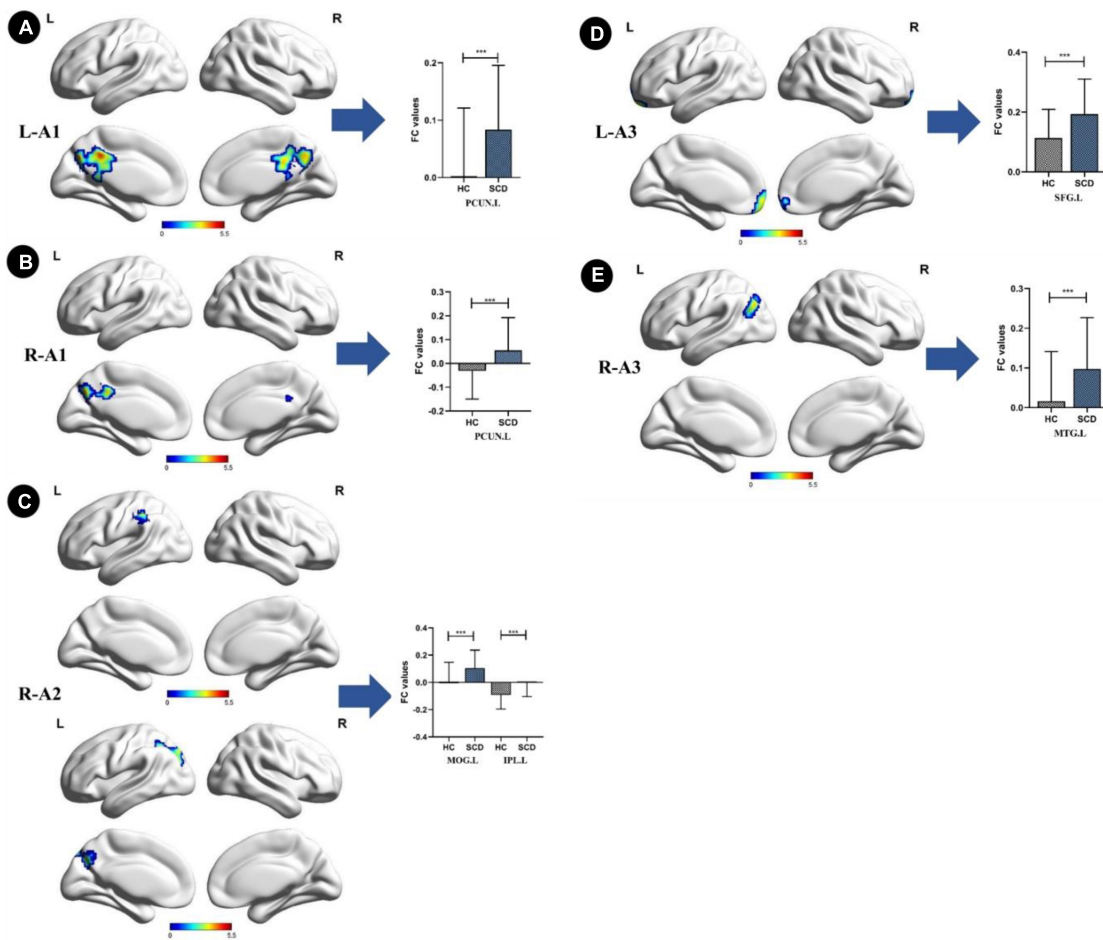 A
L
R
L-A1
0
5.5
FC values
0.2
0.1
0.0
***
HC
SCD
PCUN.L
B
L
R
R-A1
0
5.5
FC values
0.3
0.2
0.1
0.0
-0.1
-0.2
***
HC
SCD
PCUN.L
C
L
R
0
5.5
R-A2
L
R
0
5.5
FC values
0.4
0.2
0.0
-0.2
-0.4
***
***
HC SCD HC SCD
MOG.L IPL.L
D
L
R
L-A3
0
5.5
FC values
0.4
0.2
0.0
***
HC
SCD
SFG.L
E
L
R
R-A3
0
5.5
FC values
0.3
0.2
0.1
0.0
***
HC
SCD
MTG.L